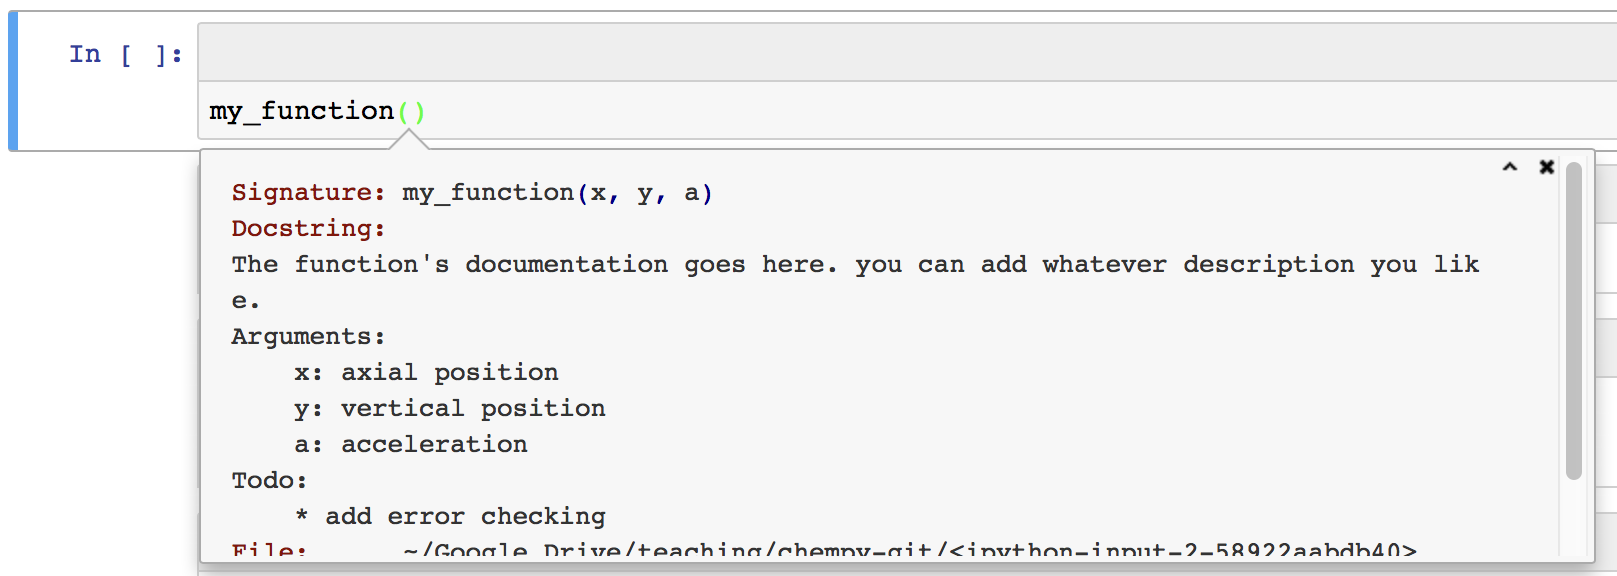 In [ ]:
my_function()
Signature: my_function(x, y, a)
Docstring:
The function's documentation goes here. you can add whatever description you lik
e.
Arguments:
x: axial position
y: vertical position
a: acceleration
Todo:
* add error checking
File: ~/Google Drive/teaching/chempy-git/<ipython-input-2-58922aabdb40>